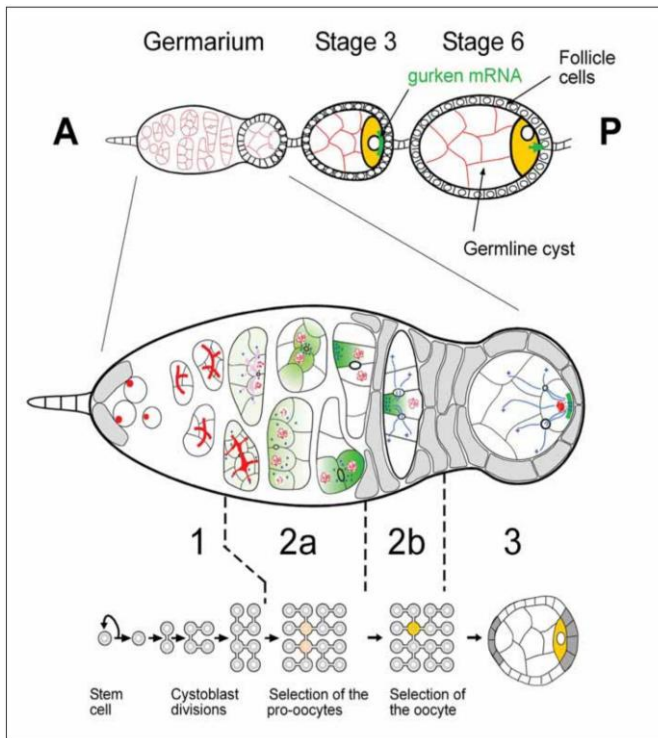 Germarium
Stage 3
Stage 6
gurken mRNA
Follicle
cells
A
P
Germline cyst
1
2a
2b
3
Stem
cell
Cystoblast
divisions
Selection of the
pro-oocytes
Selection of
the oocyte